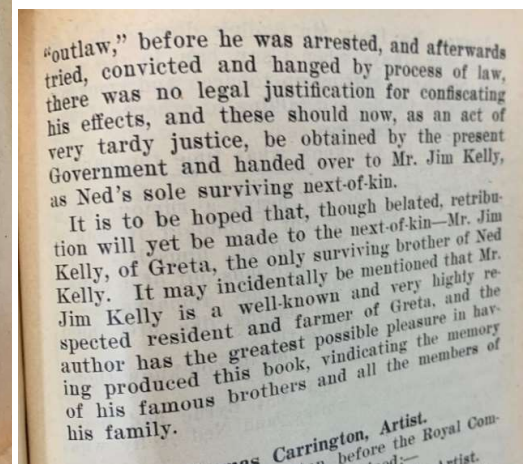 “outlaw,” before he was arrested, and afterwards
tried, convicted and hanged by process of law,
there was no legal justification for confiscating
his effects, and these should now, as an act of
very tardy justice, be obtained by the present
Government and handed over to Mr. Jim Kelly,
as Ned’s sole surviving next-of-kin.
It is to be hoped that, though belated, retribu-
tion will yet be made to the next-of-kin—Mr. Jim
Kelly, of Greta, the only surviving brother of Ned
Kelly. It may incidentally be mentioned that Mr.
Jim Kelly is a well-known and very highly re-
spected resident and farmer of Greta, and the
author has the greatest possible pleasure in hav-
ing produced this book, vindicating the memory
of his famous brothers and all the members of
his family.
Carrington, Artist.
before the Royal Com-
Artist.